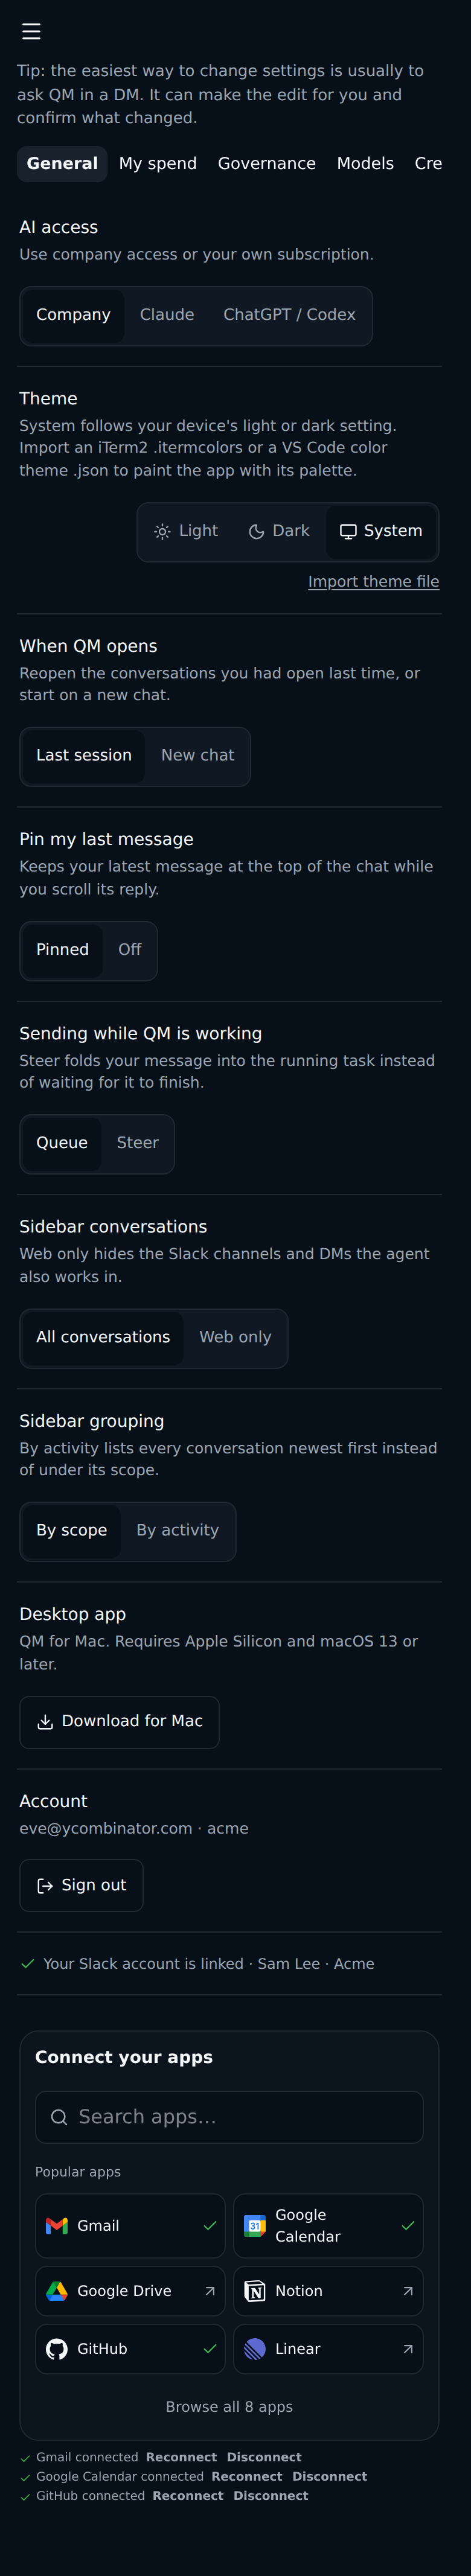 Tip: the easiest way to change settings is usually to
ask QM in a DM. It can make the edit for you and
confirm what changed.
General My spend Governance Models Cre
AI access
Use company access or your own subscription.
Company Claude ChatGPT / Codex
Theme
System follows your device's light or dark setting.
Import an iTerm2 .itermcolors or a VS Code color
theme .json to paint the app with its palette.
Light Dark System
Import theme file
When QM opens
Reopen the conversations you had open last time, or
start on a new chat.
Last session New chat
Pin my last message
Keeps your latest message at the top of the chat while
you scroll its reply.
Pinned Off
Sending while QM is working
Steer folds your message into the running task instead
of waiting for it to finish.
Queue Steer
Sidebar conversations
Web only hides the Slack channels and DMs the agent
also works in.
All conversations Web only
Sidebar grouping
By activity lists every conversation newest first instead
of under its scope.
By scope By activity
Desktop app
QM for Mac. Requires Apple Silicon and macOS 13 or
later.
Download for Mac
Account
eve@ycombinator.com · acme
Sign out
Your Slack account is linked · Sam Lee · Acme
Connect your apps
Search apps...
Popular apps
Gmail
31 Google
Calendar
Google Drive
Notion
GitHub
Linear
Browse all 8 apps
Gmail connected Reconnect Disconnect
Google Calendar connected Reconnect Disconnect
GitHub connected Reconnect Disconnect